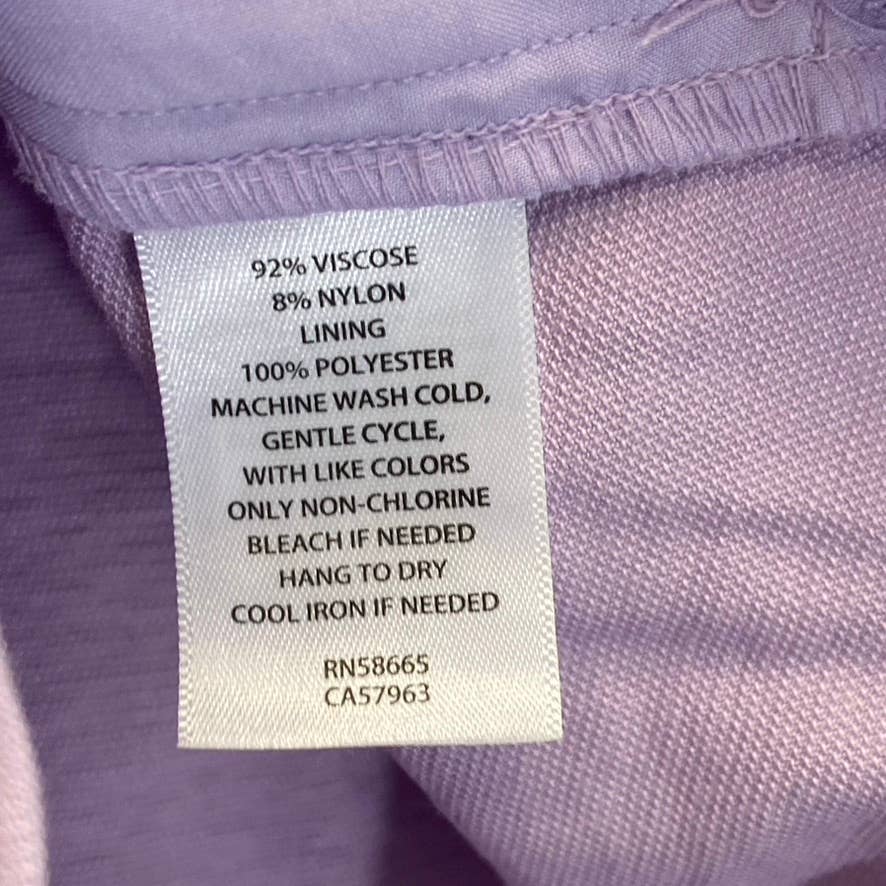 92% VISCOSE
8% NYLON
LINING
100% POLYESTER
MACHINE WASH COLD,
GENTLE CYCLE,
WITH LIKE COLORS
ONLY NON-CHLORINE
BLEACH IF NEEDED
HANG TO DRY
COOL IRON IF NEEDED
RN58665
CA57963